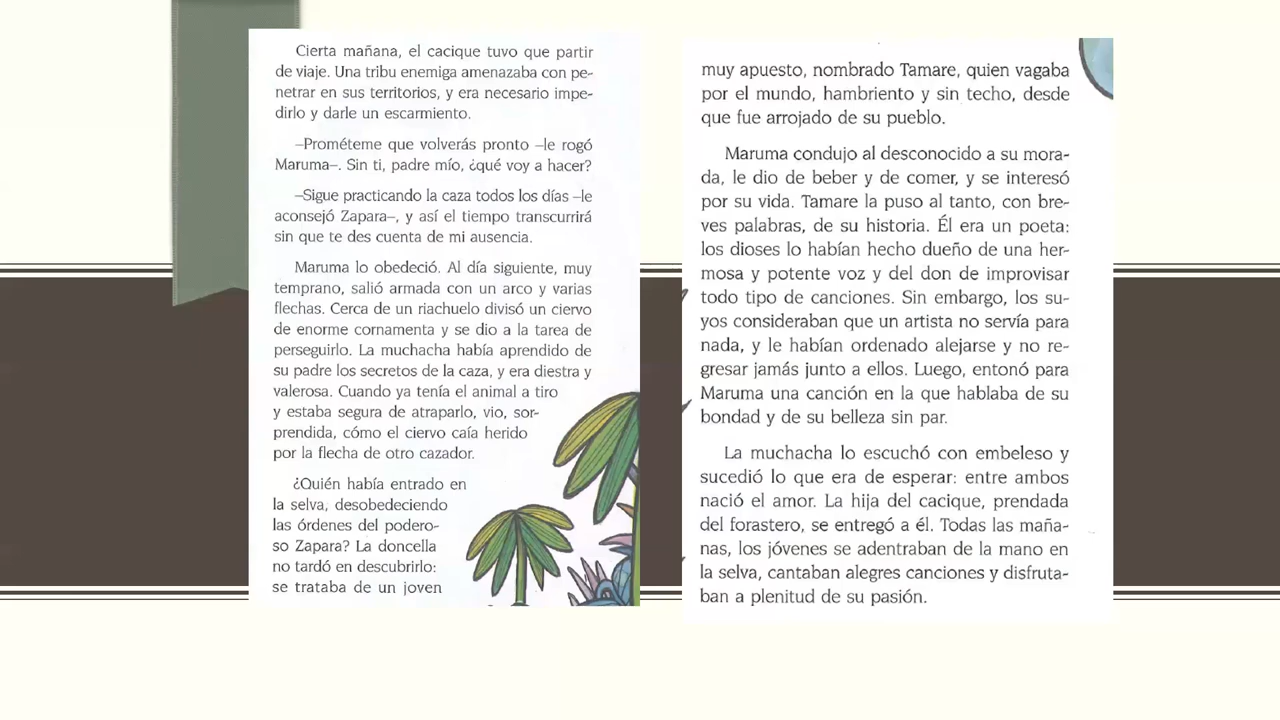 Cierta mañana, el cacique tuvo que partir
de viaje. Una tribu enemiga amenazaba con pe-
netrar en sus territorios, y era necesario impe-
dirlo y darle un escarmiento.
–Prométeme que volverás pronto –le rogó
Maruma–. Sin ti, padre mío, ¿qué voy a hacer?
–Sigue practicando la caza todos los días –le
aconsejó Zapara–, y así el tiempo transcurrirá
sin que te des cuenta de mi ausencia.
Maruma lo obedeció. Al día siguiente, muy
temprano, salió armada con un arco y varias
flechas. Cerca de un riachuelo divisó un ciervo
de enorme cornamenta y se dio a la tarea de
perseguirlo. La muchacha había aprendido de
su padre los secretos de la caza, y era diestra y
valerosa. Cuando ya tenía el animal a tiro
y estaba segura de atraparlo, vio, sor-
prendida, cómo el ciervo caía herido
por la flecha de otro cazador.
¿Quién había entrado en
la selva, desobedeciendo
las órdenes del podero-
so Zapara? La doncella
no tardó en descubrirlo:
se trataba de un joven
muy apuesto, nombrado Tamare, quien vagaba
por el mundo, hambriento y sin techo, desde
que fue arrojado de su pueblo.
Maruma condujo al desconocido a su mora-
da, le dio de beber y de comer, y se interesó
por su vida. Tamare la puso al tanto, con bre-
ves palabras, de su historia. Él era un poeta:
los dioses lo habían hecho dueño de una her-
mosa y potente voz y del don de improvisar
todo tipo de canciones. Sin embargo, los su-
yos consideraban que un artista no servía para
nada, y le habían ordenado alejarse y no re-
gresar jamás junto a ellos. Luego, entonó para
Maruma una canción en la que hablaba de su
bondad y de su belleza sin par.
La muchacha lo escuchó con embeleso y
sucedió lo que era de esperar: entre ambos
nació el amor. La hija del cacique, prendada
del forastero, se entregó a él. Todas las maña-
nas, los jóvenes se adentraban de la mano en
la selva, cantaban alegres canciones y disfruta-
ban a plenitud de su pasión.